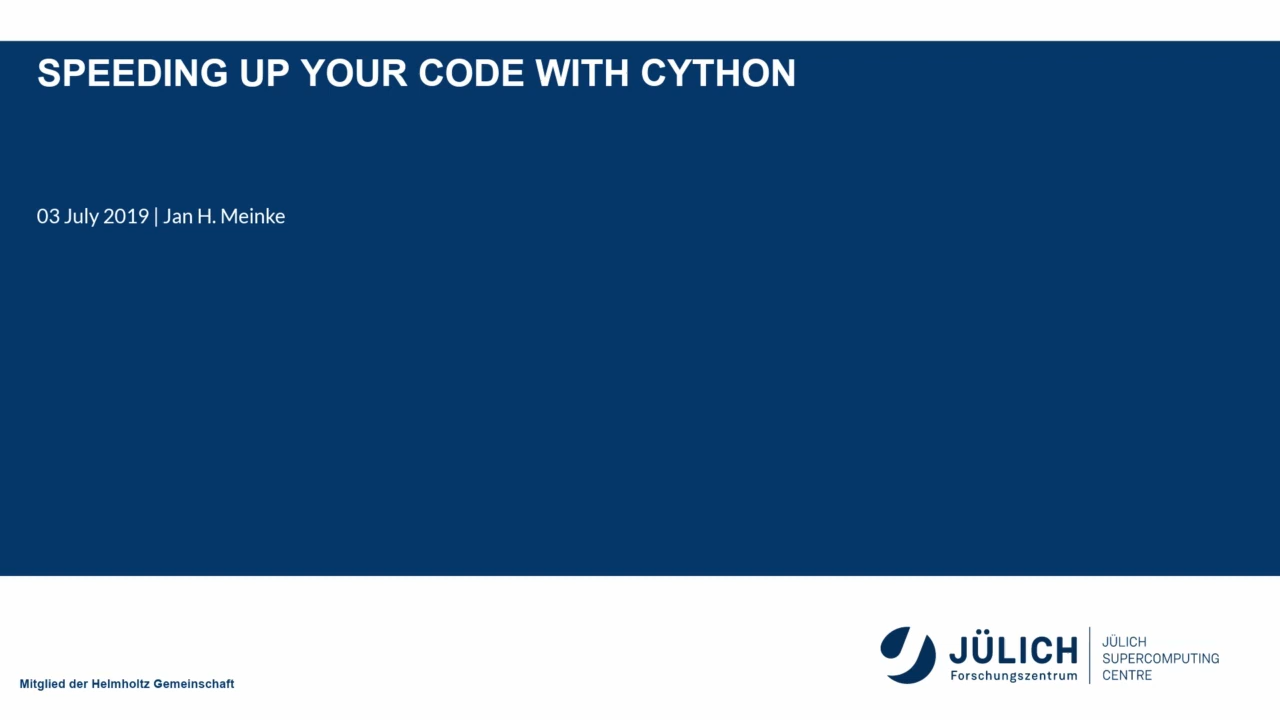 SPEEDING UP YOUR CODE WITH CYTHON
03 July 2019 | Jan H. Meinke
Mitglied der Helmholtz Gemeinschaft
JÜLICH
Forschungszentrum
JÜLICH
SUPERCOMPUTING
CENTRE